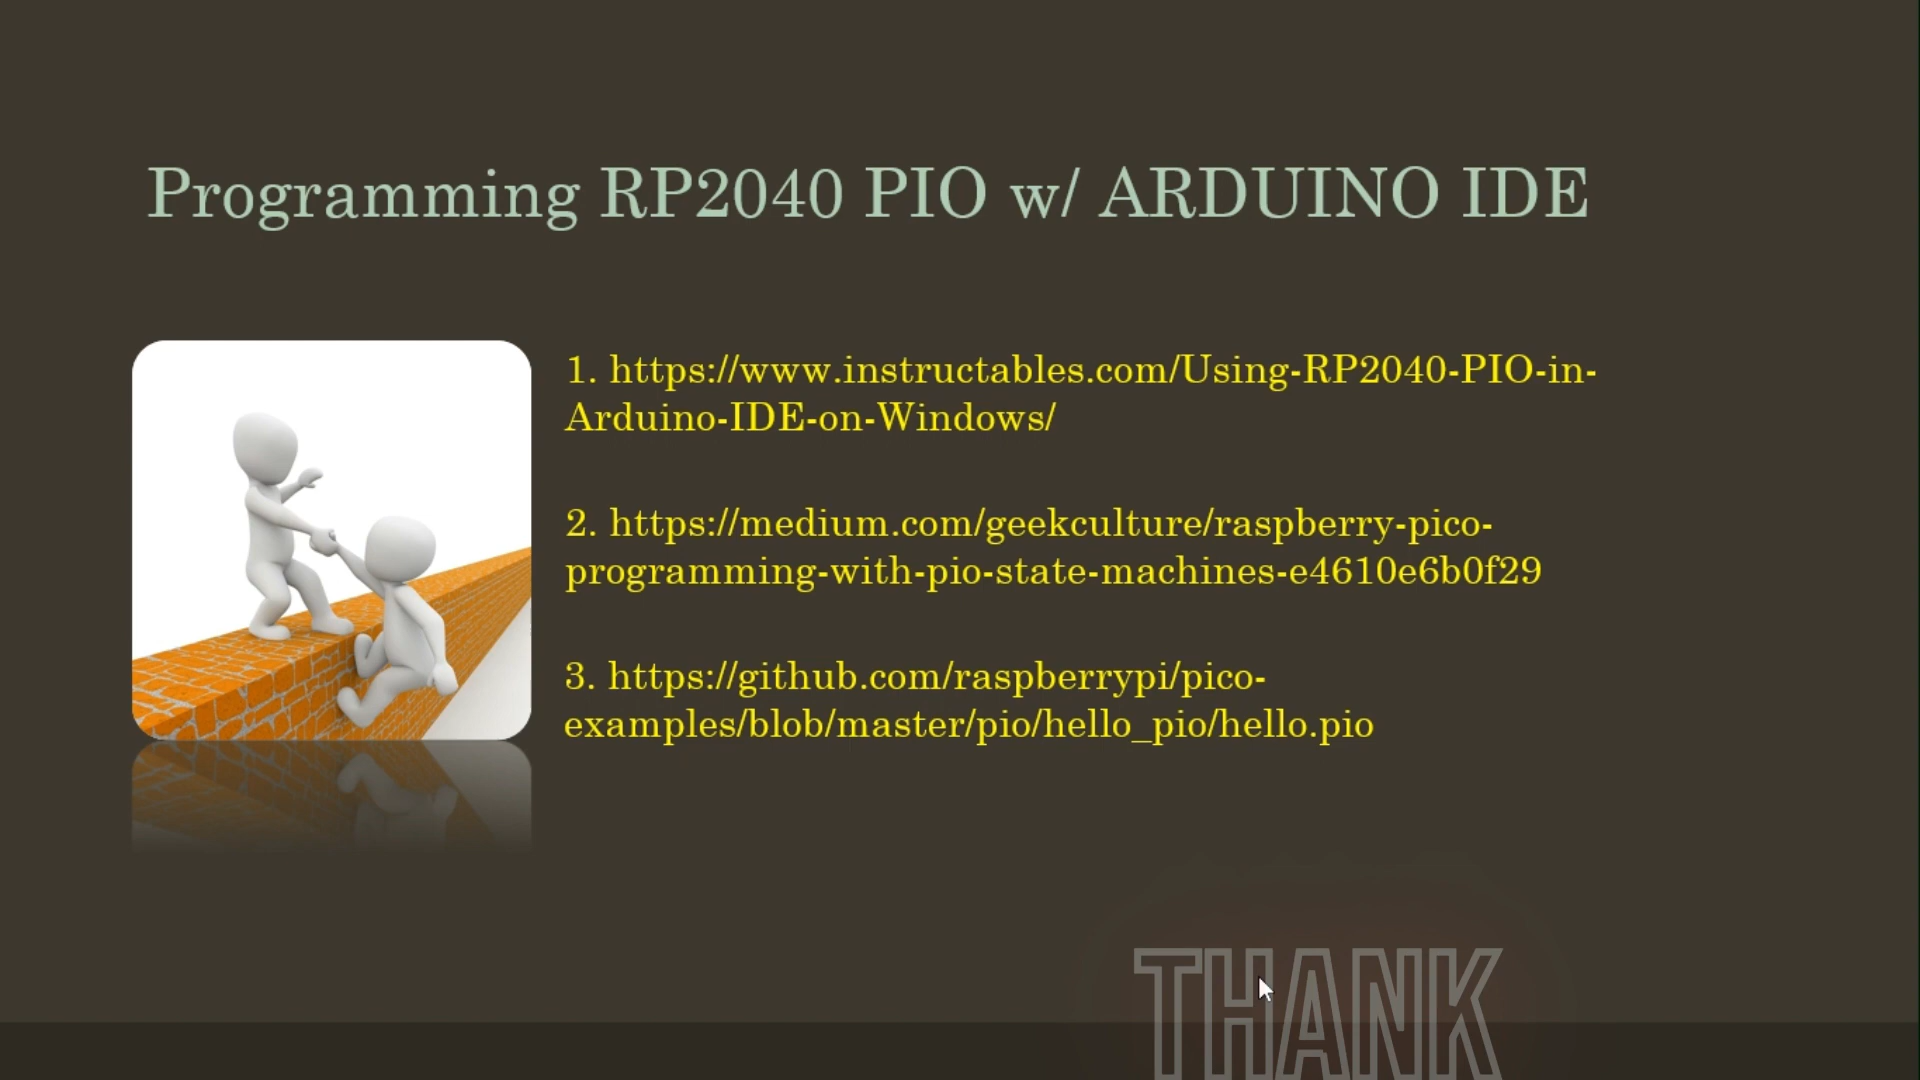 Programming RP2040 PIO w/ ARDUINO IDE
1. https://www.instructables.com/Using-RP2040-PIO-in-
Arduino-IDE-on-Windows/
2. https://medium.com/geekculture/raspberry-pico-
programming-with-pio-state-machines-e4610e6b0f29
3. https://github.com/raspberrypi/pico-
examples/blob/master/pio/hello_pio/hello.pio
THANK